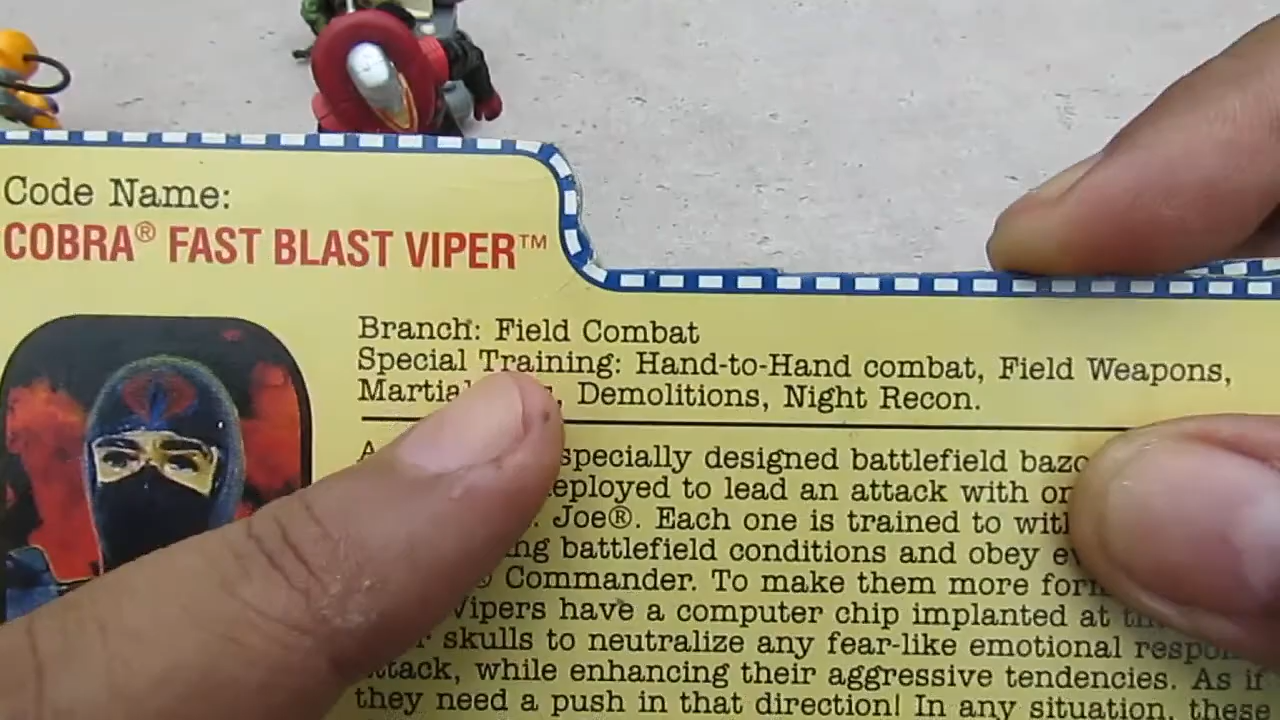 Code Name:
COBRA® FAST BLAST VIPER™
Branch: Field Combat
Special Training: Hand-to-Hand combat, Field Weapons,
Martial , Demolitions, Night Recon.
specially designed battlefield
to lead an attack with
Joe®. Each one is trained to
battlefield conditions and obey
Commander. To make them more
Vipers have a computer chip implanted at
skulls to neutralize any fear-like emotional
attack, while enhancing their aggressive tendencies. As if
they need a push in that direction! In any situation, these